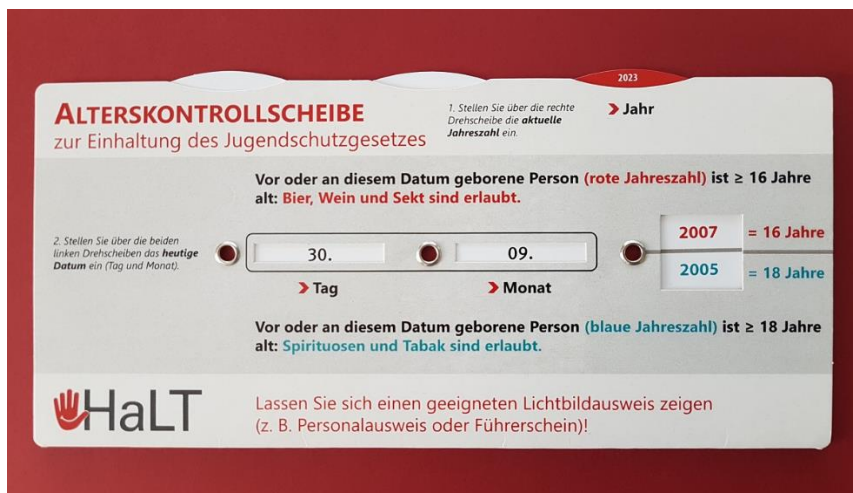 2023
ALTERSKONTROLLSCHEIBE
zur Einhaltung des Jugendschutzgesetzes
1. Stellen Sie über die rechte
Drehscheibe die aktuelle
Jahreszahl ein.
Jahr
Vor oder an diesem Datum geborene Person (rote Jahreszahl) ist ≥ 16 Jahre
alt: Bier, Wein und Sekt sind erlaubt.
2. Stellen Sie über die beiden
linken Drehscheiben das heutige
Datum ein (Tag und Monat).
30.
09.
2007 = 16 Jahre
2005 = 18 Jahre
Tag
Monat
Vor oder an diesem Datum geborene Person (blaue Jahreszahl) ist ≥ 18 Jahre
alt: Spirituosen und Tabak sind erlaubt.
HaLT
Lassen Sie sich einen geeigneten Lichtbildausweis zeigen
(z. B. Personalausweis oder Führerschein)!